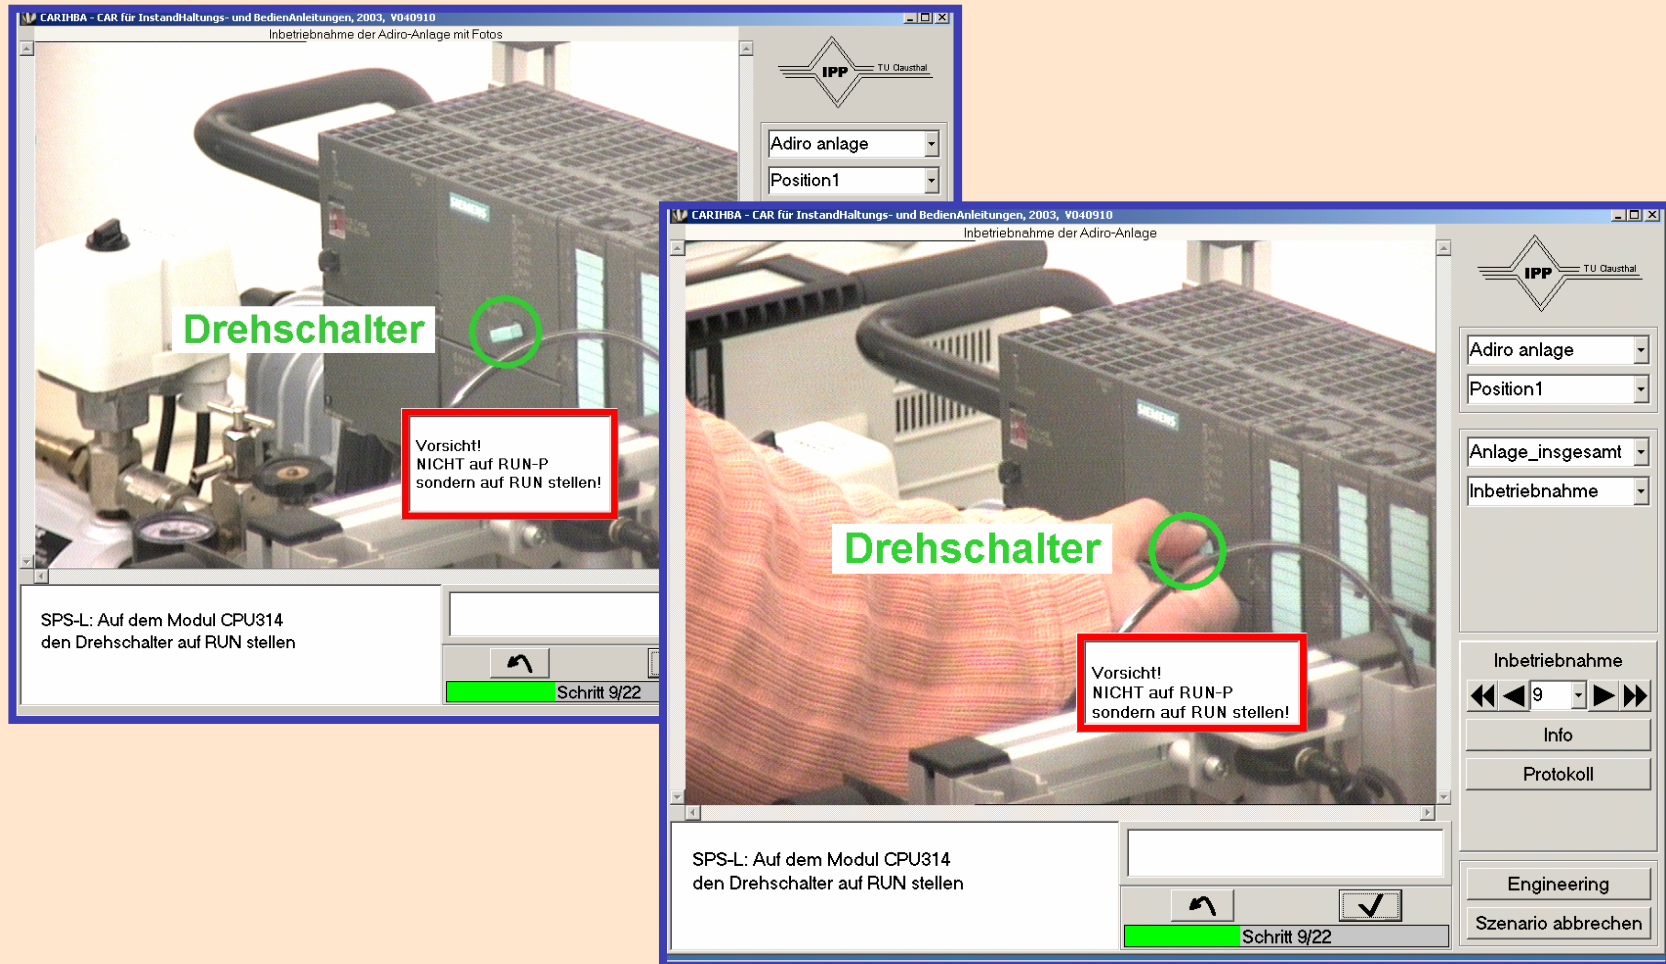 CARIHBA - CAR für InstandHaltungs- und BedienAnleitungen, 2003, V040910
Inbetriebnahme der Adiro-Anlage mit Fotos
IPP
TU Clausthal
Adiro anlage
Position1
SIEMENS
Drehschalter
Vorsicht!
NICHT auf RUN-P
sondern auf RUN stellen!
SPS-L: Auf dem Modul CPU314
den Drehschalter auf RUN stellen
Schritt 9/22
CARIHBA - CAR für InstandHaltungs- und BedienAnleitungen, 2003, V040910
Inbetriebnahme der Adiro-Anlage
IPP
TU Clausthal
Adiro anlage
Position1
Anlage_insgesamt
Inbetriebnahme
SIEMENS
Drehschalter
Vorsicht!
NICHT auf RUN-P
sondern auf RUN stellen!
Inbetriebnahme
9
Info
Protokoll
SPS-L: Auf dem Modul CPU314
den Drehschalter auf RUN stellen
Schritt 9/22
Engineering
Szenario abbrechen